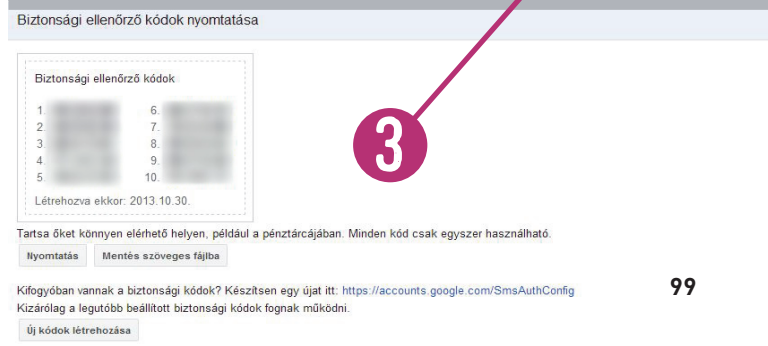 Biztonsági ellenőrző kódok nyomtatása
Biztonsági ellenőrző kódok
1. 6.
2. 7.
3. 8.
4. 9.
5. 10.
Létrehozva ekkor: 2013.10.30.
3
Tartsa őket könnyen elérhető helyen, például a pénztárcájában. Minden kód csak egyszer használható.
Nyomtatás Mentés szöveges fájlba
Kifogyóban vannak a biztonsági kódok? Készítsen egy újat itt: https://accounts.google.com/SmsAuthConfig
99
Kizárólag a legutóbb beállított biztonsági kódok fognak működni.
Új kódok létrehozása